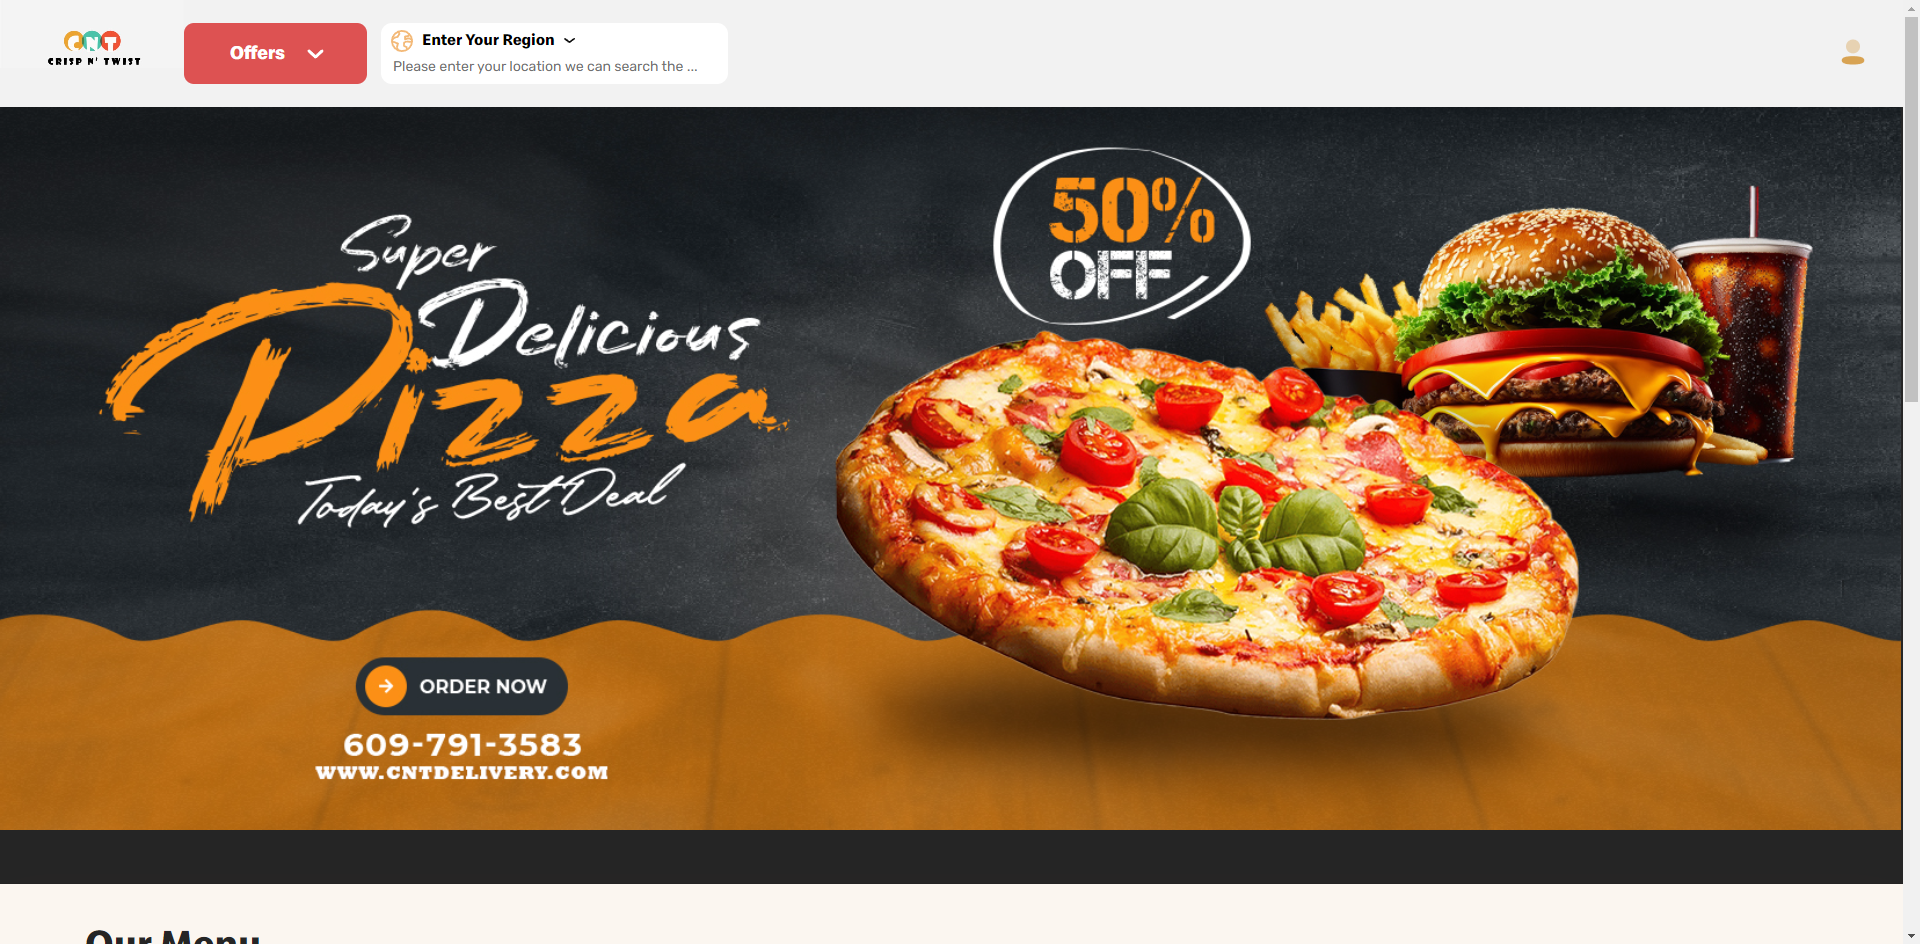 CNT
CRISP N' TWIST
Offers
Enter Your Region
Please enter your location we can search the ...
50%
OFF
Super
Delicious
Pizza
Today's Best Deal
ORDER NOW
609-791-3583
WWW.CNTDELIVERY.COM
Our Menu